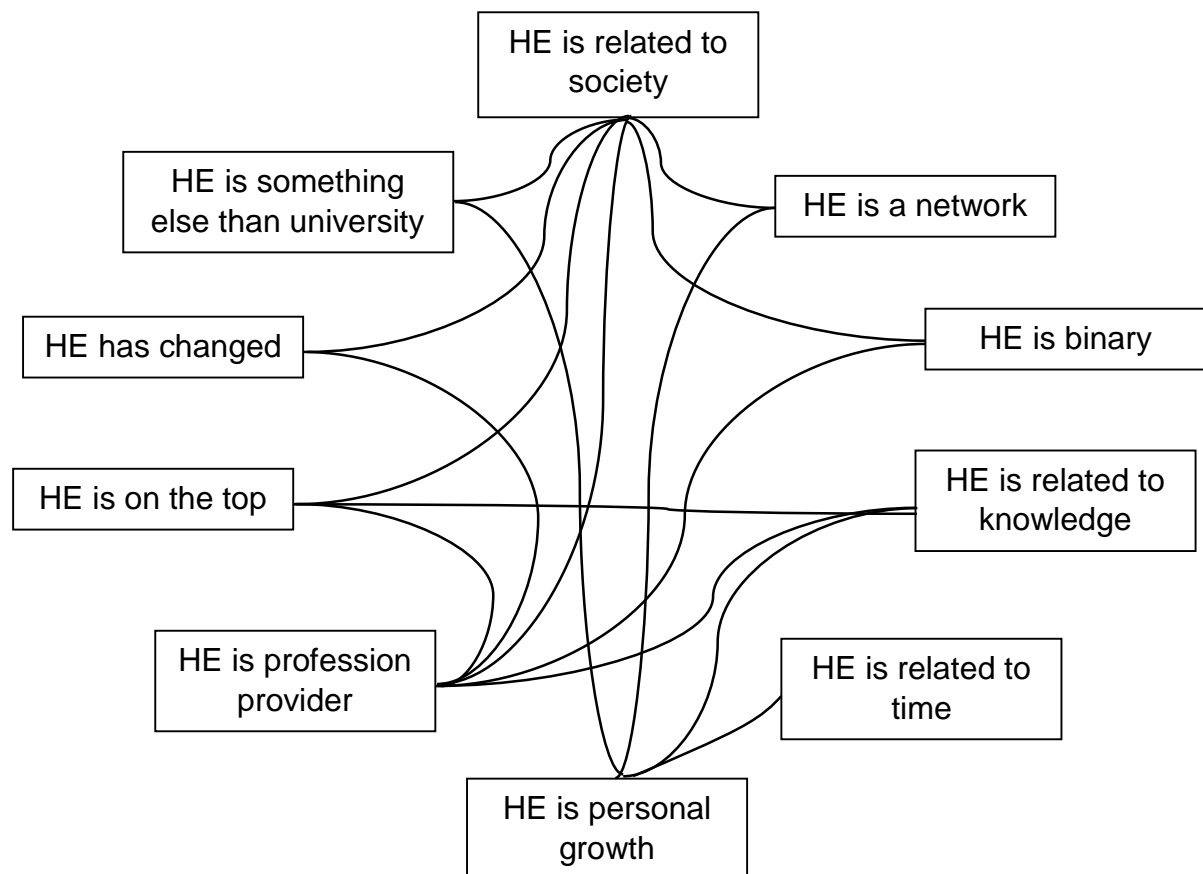 HE is related to
society
HE is something
else than university
HE is a network
HE has changed
HE is binary
HE is on the top
HE is related to
knowledge
HE is profession
provider
HE is related to
time
HE is personal
growth